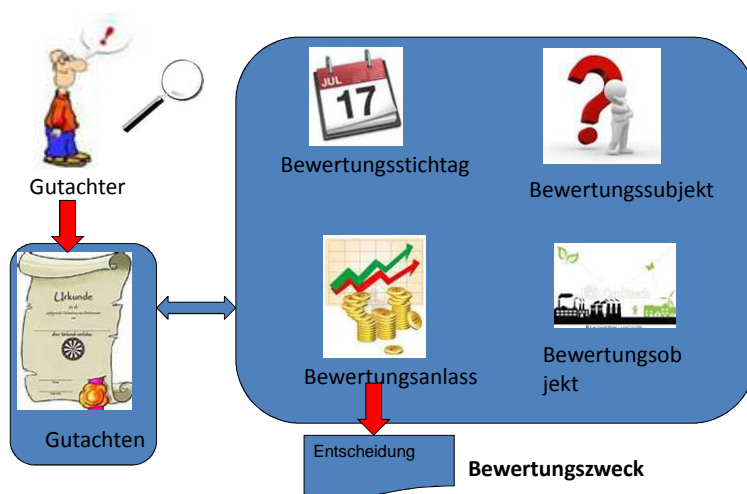 !
JUL
17
Bewertungsstichtag
Bewertungssubjekt
Gutachter
Urkunde
Bewertungsanlass
Bewertungsob
jekt
Gutachten
Entscheidung
Bewertungszweck